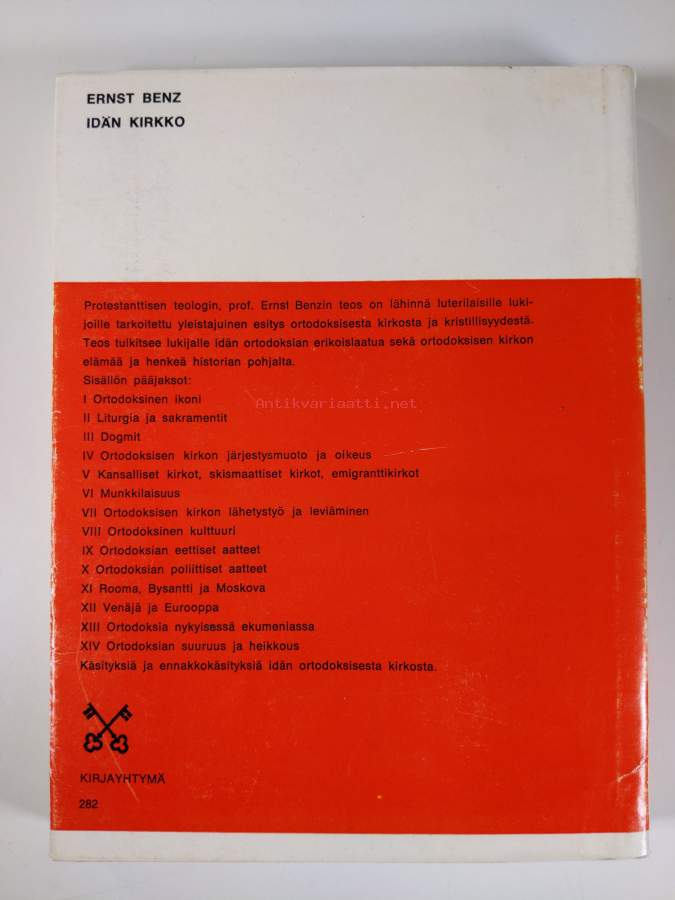 ERNST BENZ
IDÄN KIRKKO
Protestanttisen teologin, prof. Ernst Benzin teos on lähinnä luterilaisille luki-
joille tarkoitettu yleistajuinen esitys ortodoksisesta kirkosta ja kristillisyydestä.
Teos tulkitsee lukijalle idän ortodoksian erikoislaatua sekä ortodoksisen kirkon
elämää ja henkeä historian pohjalta.
Sisällön pääjaksot:
I Ortodoksinen ikoni
Antikvariaatti.net
II Liturgia ja sakramentit
III Dogmit
IV Ortodoksisen kirkon järjestysmuoto ja oikeus
V Kansalliset kirkot, skismaattiset kirkot, emigranttikirkot
VI Munkkilaisuus
VII Ortodoksisen kirkon lähetystyö ja leviäminen
VIII Ortodoksinen kulttuuri
IX Ortodoksian eettiset aatteet
X Ortodoksian poliittiset aatteet
XI Rooma, Bysantti ja Moskova
XII Venäjä ja Eurooppa
XIII Ortodoksia nykyisessä ekumeniassa
XIV Ortodoksian suuruus ja heikkous
Käsityksiä ja ennakkokäsityksiä idän ortodoksisesta kirkosta.
KIRJAYHTYMÄ
282